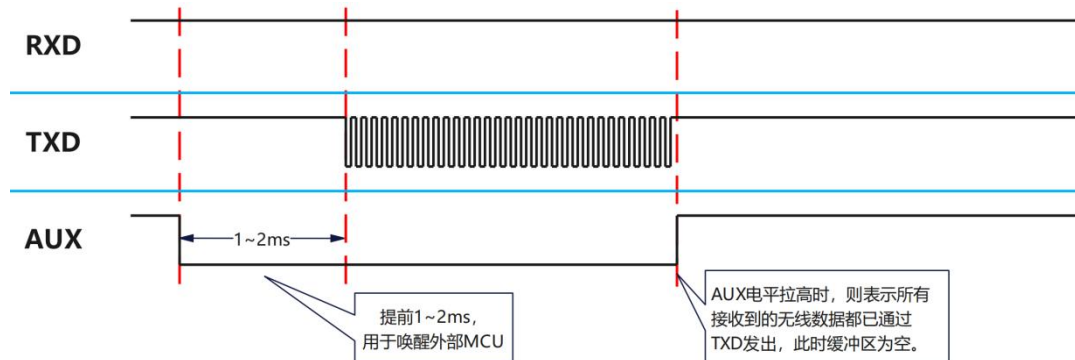 RXD
TXD
AUX
1~2ms
提前1~2ms，
用于唤醒外部MCU
AUX电平拉高时，则表示所有
接收到的无线数据都已通过
TXD发出，此时缓冲区为空。